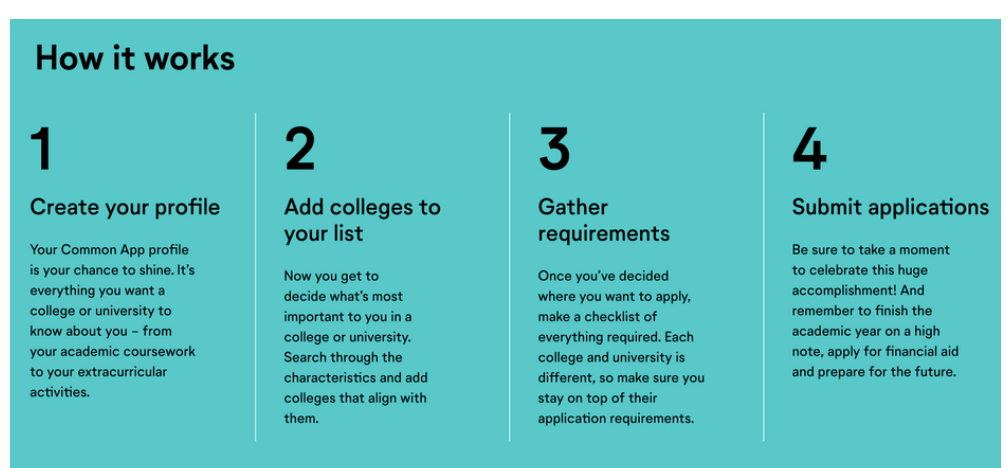 How it works
1
Create your profile
Your Common App profile
is your chance to shine. It's
everything you want a
college or university to
know about you – from
your academic coursework
to your extracurricular
activities.
2
Add colleges to
your list
Now you get to
decide what's most
important to you in a
college or university.
Search through the
characteristics and add
colleges that align with
them.
3
Gather
requirements
Once you've decided
where you want to apply,
make a checklist of
everything required. Each
college and university is
different, so make sure you
stay on top of their
application requirements.
4
Submit applications
Be sure to take a moment
to celebrate this huge
accomplishment! And
remember to finish the
academic year on a high
note, apply for financial aid
and prepare for the future.